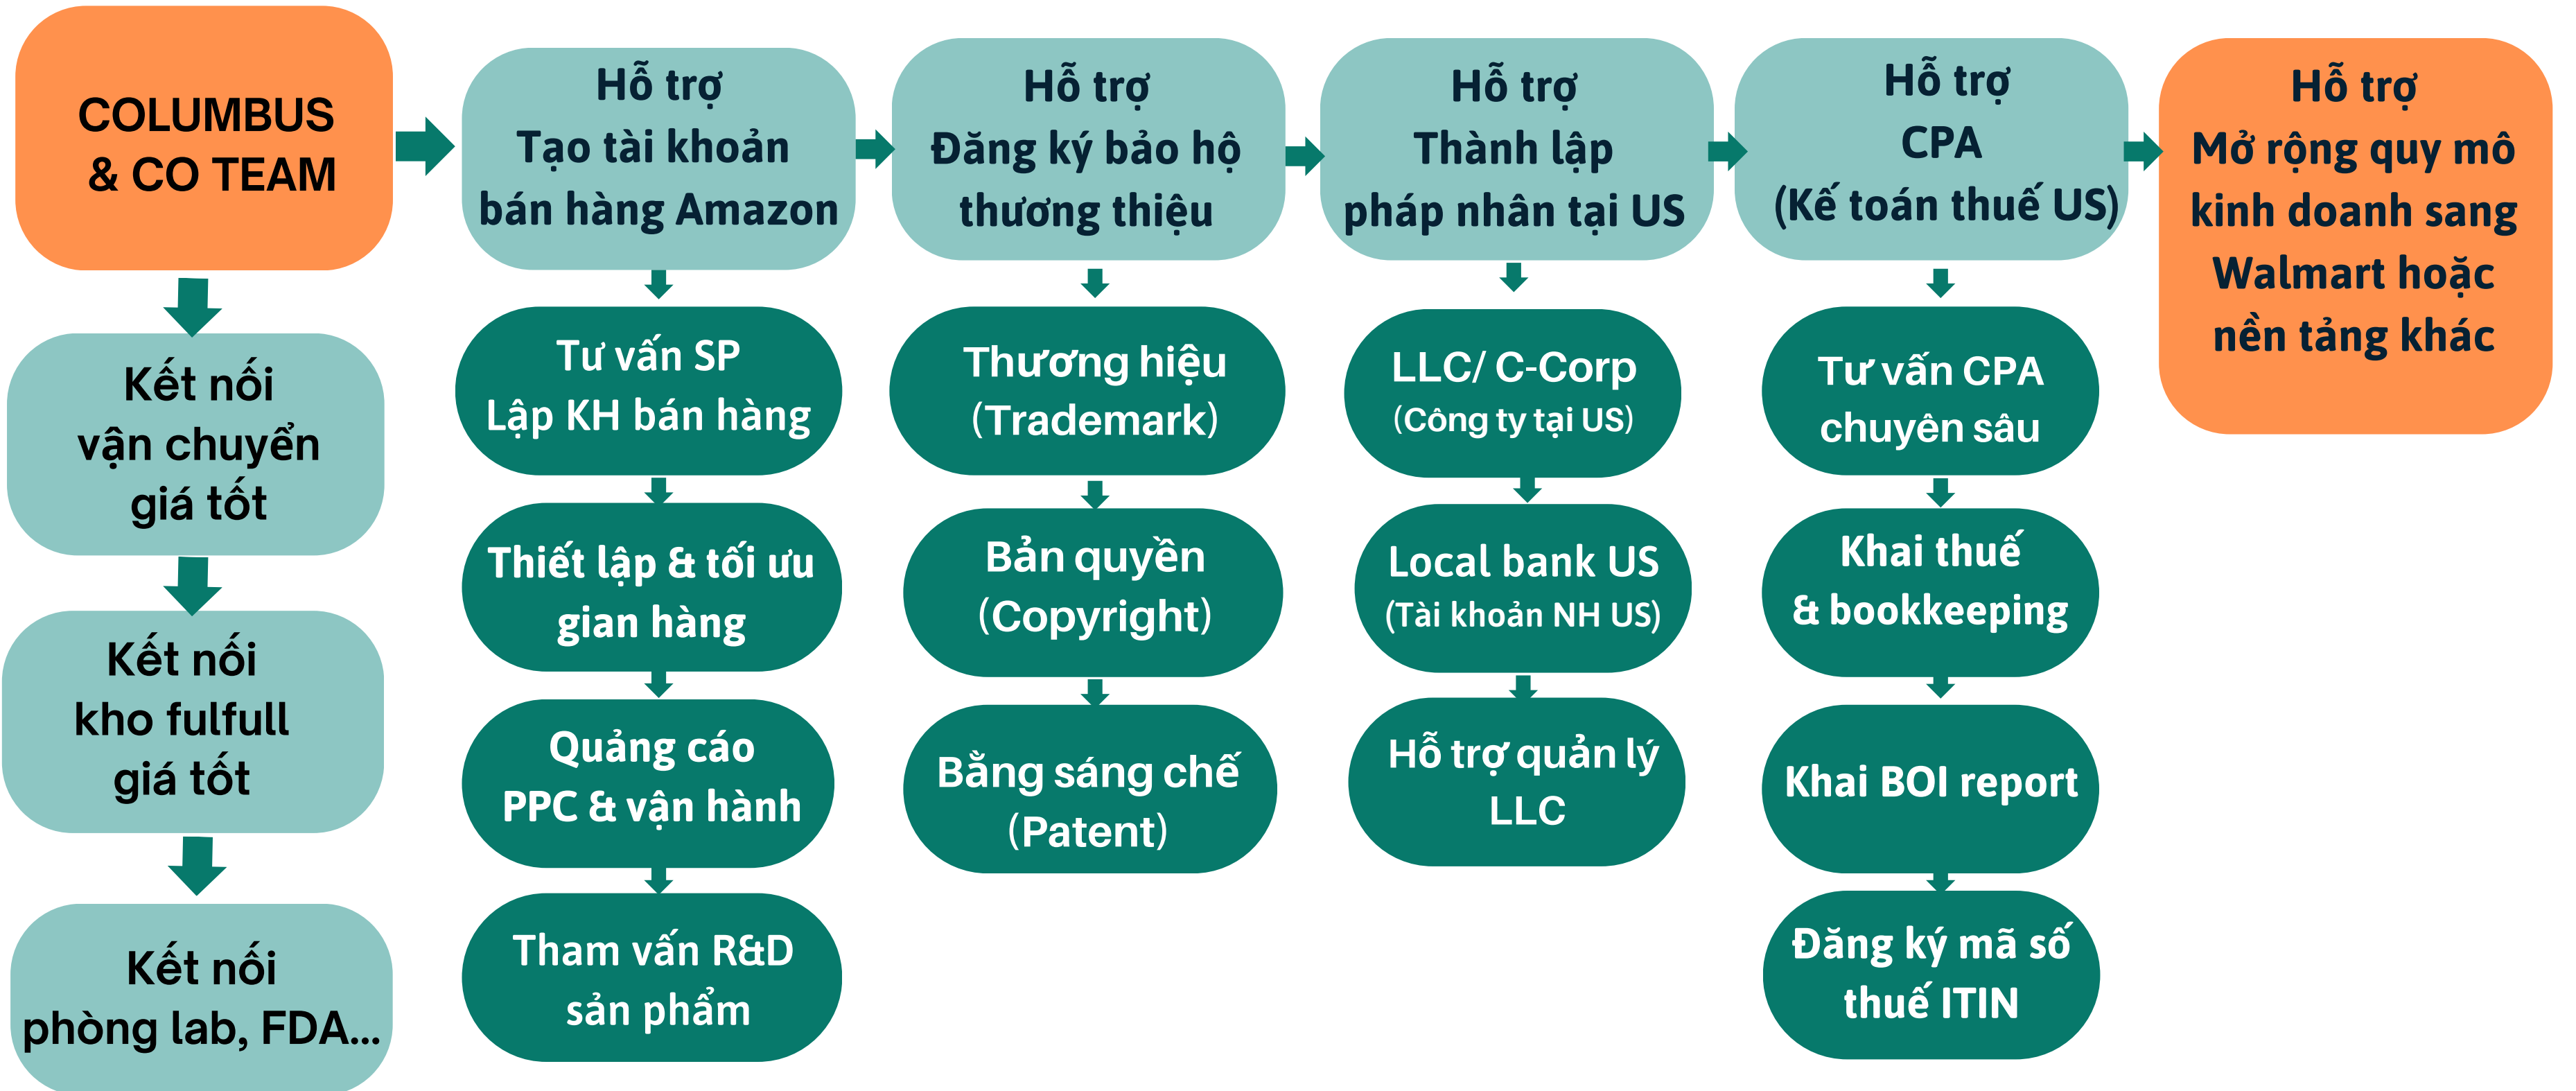 COLUMBUS
& CO TEAM
Kết nối
vận chuyển
giá tốt
Kết nối
kho fulfull
giá tốt
Kết nối
phòng lab, FDA...
Hỗ trợ
Tạo tài khoản
bán hàng Amazon
Tư vấn SP
Lập KH bán hàng
Thiết lập & tối ưu
gian hàng
Quảng cáo
PPC & vận hành
Tham vấn R&D
sản phẩm
Hỗ trợ
Đăng ký bảo hộ
thương thiệu
Thương hiệu
(Trademark)
Bản quyền
(Copyright)
Bằng sáng chế
(Patent)
Hỗ trợ
Thành lập
pháp nhân tại US
LLC/ C-Corp
(Công ty tại US)
Local bank US
(Tài khoản NH US)
Hỗ trợ quản lý
LLC
Hỗ trợ
CPA
(Kế toán thuế US)
Tư vấn CPA
chuyên sâu
Khai thuế
& bookkeeping
Khai BOI report
Đăng ký mã số
thuế ITIN
Hỗ trợ
Mở rộng quy mô
kinh doanh sang
Walmart hoặc
nền tảng khác